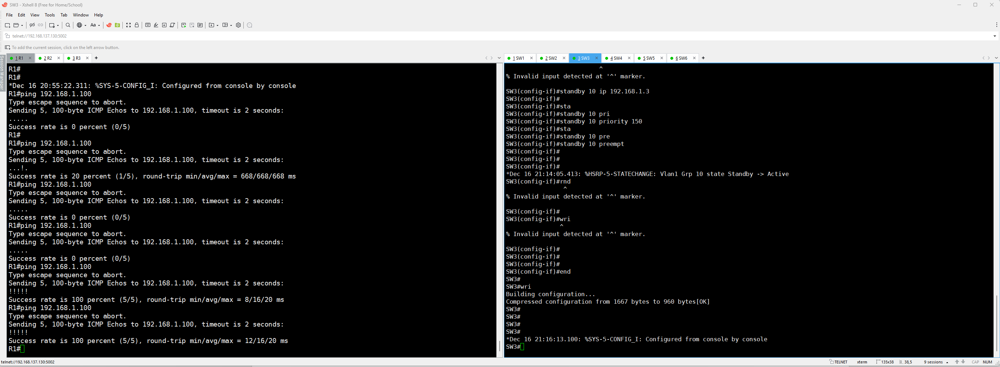 SW3 - Xshell 8 (Free for Home/School)
File Edit View Tools Tab Window Help
Aa
telnet://192.168.137.130:5002
To add the current session, click on the left arrow button.
Session Manager
1 R1 2 R2 3 R3 +
R1#
R1#
*Dec 16 20:55:22.311: %SYS-5-CONFIG_I: Configured from console by console
R1#ping 192.168.1.100
Type escape sequence to abort.
Sending 5, 100-byte ICMP Echos to 192.168.1.100, timeout is 2 seconds:
.....
Success rate is 0 percent (0/5)
R1#
R1#ping 192.168.1.100
Type escape sequence to abort.
Sending 5, 100-byte ICMP Echos to 192.168.1.100, timeout is 2 seconds:
...!.
Success rate is 20 percent (1/5), round-trip min/avg/max = 668/668/668 ms
R1#ping 192.168.1.100
Type escape sequence to abort.
Sending 5, 100-byte ICMP Echos to 192.168.1.100, timeout is 2 seconds:
.....
Success rate is 0 percent (0/5)
R1#ping 192.168.1.100
Type escape sequence to abort.
Sending 5, 100-byte ICMP Echos to 192.168.1.100, timeout is 2 seconds:
.....
Success rate is 0 percent (0/5)
R1#ping 192.168.1.100
Type escape sequence to abort.
Sending 5, 100-byte ICMP Echos to 192.168.1.100, timeout is 2 seconds:
!!!!!
Success rate is 100 percent (5/5), round-trip min/avg/max = 8/16/20 ms
R1#ping 192.168.1.100
Type escape sequence to abort.
Sending 5, 100-byte ICMP Echos to 192.168.1.100, timeout is 2 seconds:
!!!!!
Success rate is 100 percent (5/5), round-trip min/avg/max = 12/16/20 ms
R1#
1 SW1 2 SW2 3 SW3 4 SW4 5 SW5 6 SW6 +
^
% Invalid input detected at '^' marker.
SW3(config-if)#standby 10 ip 192.168.1.3
SW3(config-if)#
SW3(config-if)#sta
SW3(config-if)#standby 10 pri
SW3(config-if)#standby 10 priority 150
SW3(config-if)#sta
SW3(config-if)#standby 10 pre
SW3(config-if)#standby 10 preempt
SW3(config-if)#
SW3(config-if)#
SW3(config-if)#
*Dec 16 21:14:05.413: %HSRP-5-STATECHANGE: Vlan1 Grp 10 state Standby -> Active
SW3(config-if)#rnd
^
% Invalid input detected at '^' marker.
SW3(config-if)#
SW3(config-if)#wri
^
% Invalid input detected at '^' marker.
SW3(config-if)#
SW3(config-if)#
SW3(config-if)#
SW3(config-if)#end
SW3#
SW3#wri
Building configuration...
Compressed configuration from 1667 bytes to 960 bytes[OK]
SW3#
SW3#
SW3#
SW3#
*Dec 16 21:16:13.100: %SYS-5-CONFIG_I: Configured from console by console
SW3#
telnet://192.168.137.130:5002 TELNET xterm 135x38 38,5 9 sessions CAP NUM